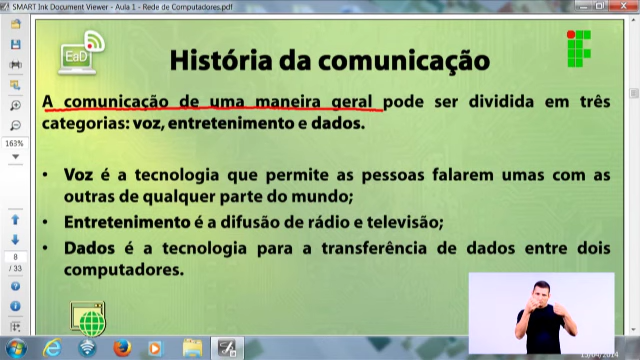 SMART Ink Document Viewer - Aula 1 - Rede de Computadores.pdf
EaD
História da comunicação
A comunicação de uma maneira geral pode ser dividida em três
categorias: voz, entretenimento e dados.
• Voz é a tecnologia que permite as pessoas falarem umas com as
outras de qualquer parte do mundo;
• Entretenimento é a difusão de rádio e televisão;
• Dados é a tecnologia para a transferência de dados entre dois
computadores.
163%
8
/ 33
15/04/2014